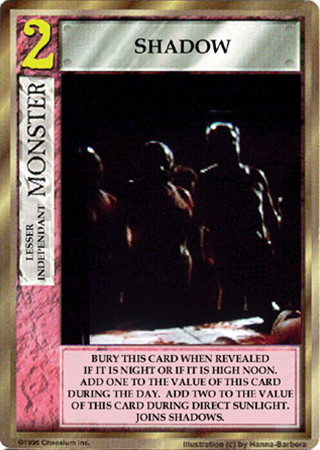 2
SHADOW
LESSER
INDEPENDANT
MONSTER
BURY THIS CARD WHEN REVEALED
IF IT IS NIGHT OR IF IT IS HIGH NOON.
ADD ONE TO THE VALUE OF THIS CARD
DURING THE DAY. ADD TWO TO THE VALUE
OF THIS CARD DURING DIRECT SUNLIGHT.
JOINS SHADOWS.
©1996 Chaosium Inc.
Illustration (c) by Hanna-Barbera